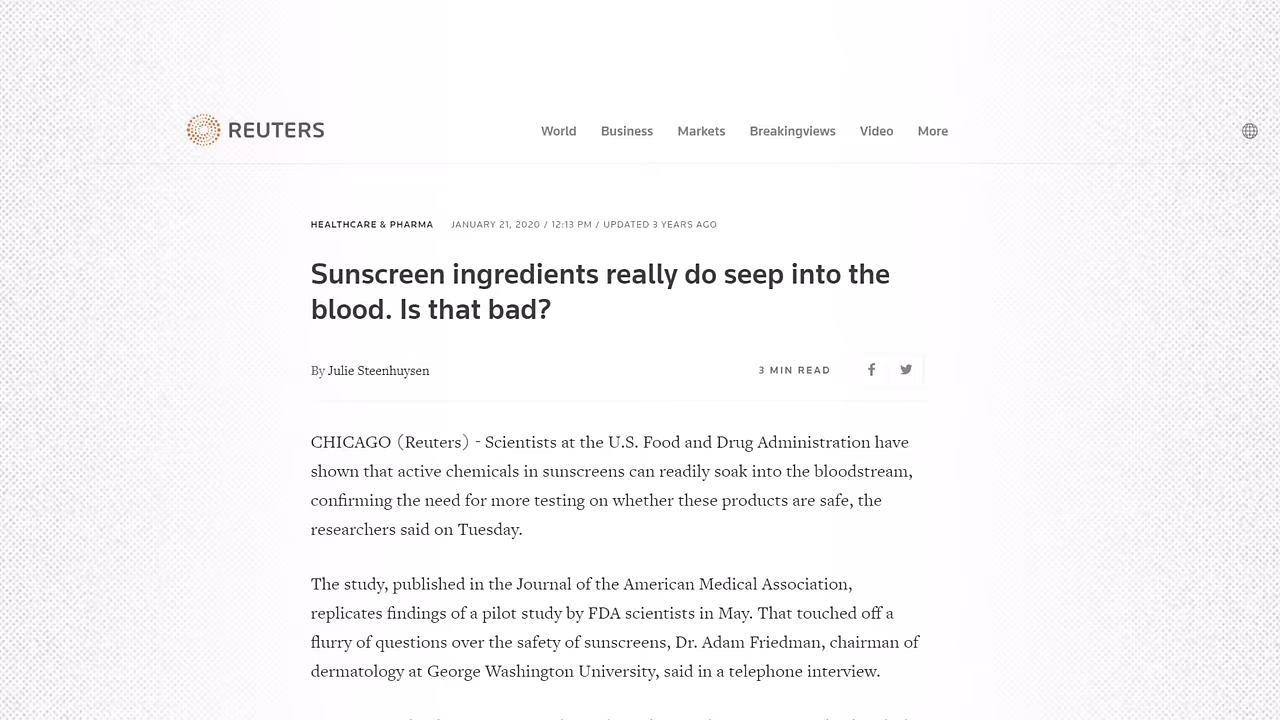 REUTERS
World Business Markets Breakingviews Video More
HEALTHCARE & PHARMA JANUARY 21, 2020 / 12:13 PM / UPDATED 3 YEARS AGO
Sunscreen ingredients really do seep into the
blood. Is that bad?
By Julie Steenhuysen 3 MIN READ
CHICAGO (Reuters) - Scientists at the U.S. Food and Drug Administration have
shown that active chemicals in sunscreens can readily soak into the bloodstream,
confirming the need for more testing on whether these products are safe, the
researchers said on Tuesday.
The study, published in the Journal of the American Medical Association,
replicates findings of a pilot study by FDA scientists in May. That touched off a
flurry of questions over the safety of sunscreens, Dr. Adam Friedman, chairman of
dermatology at George Washington University, said in a telephone interview.